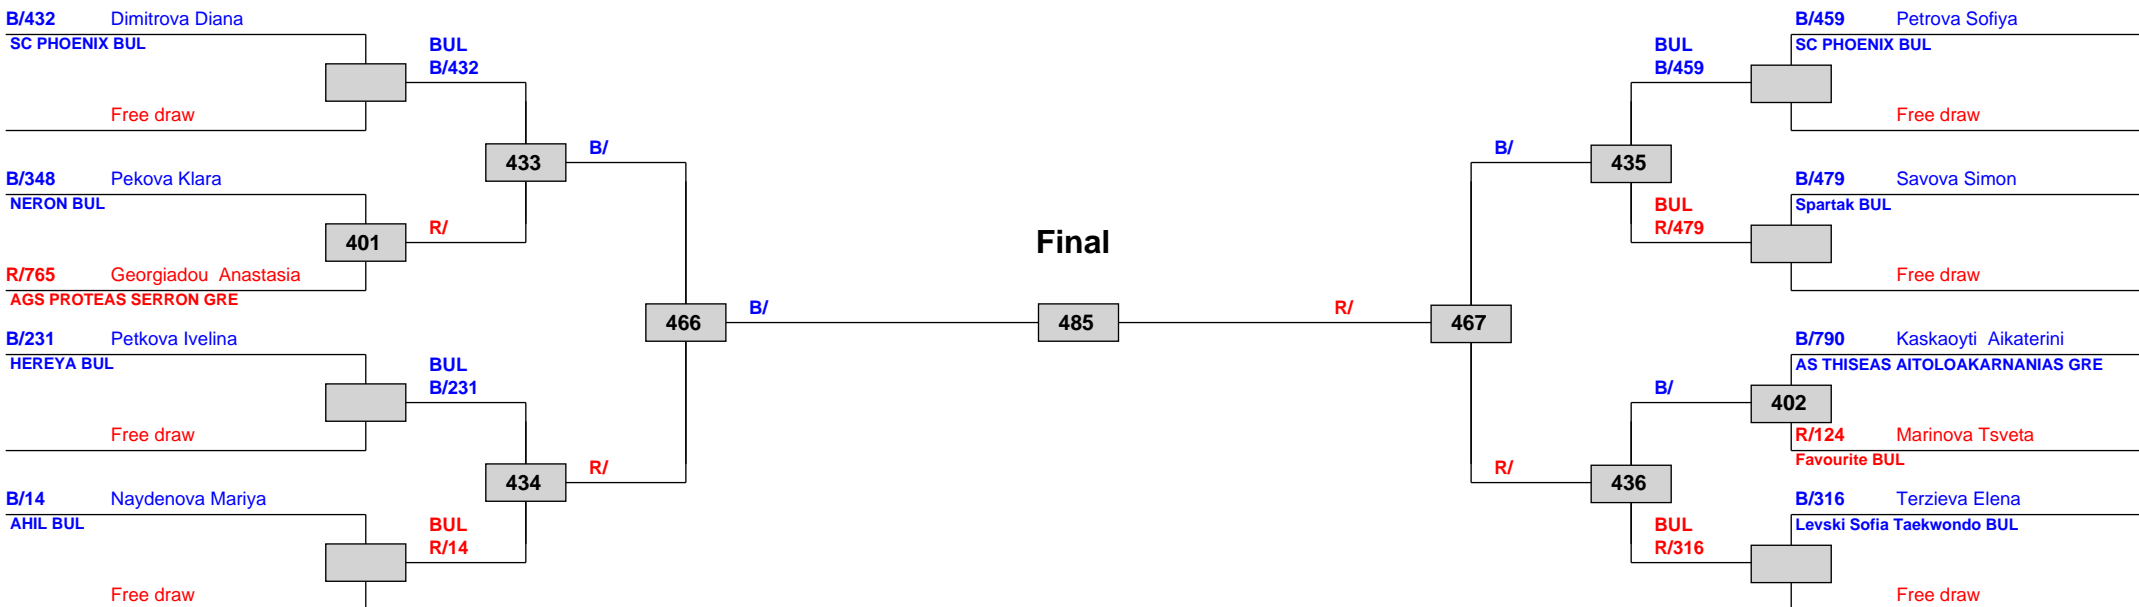 B/432 Dimitrova Diana
SC PHOENIX BUL
BUL
B/432
Free draw
433
B/
B/348 Pekova Klara
NERON BUL
401
R/
R/765 Georgiadou Anastasia
AGS PROTEAS SERRON GRE
466
B/
B/231 Petkova Ivelina
HEREYA BUL
BUL
B/231
Free draw
434
R/
B/14 Naydenova Mariya
AHIL BUL
BUL
R/14
Free draw
Final
485
B/459 Petrova Sofiya
SC PHOENIX BUL
BUL
B/459
Free draw
B/
435
B/479 Savova Simon
Spartak BUL
BUL
R/479
Free draw
R/
467
B/790 Kaskaoyti Aikaterini
AS THISEAS AITOLOAKARNANIAS GRE
B/
402
R/124 Marinova Tsveta
Favourite BUL
R/
436
B/316 Terzieva Elena
Levski Sofia Taekwondo BUL
BUL
R/316
Free draw